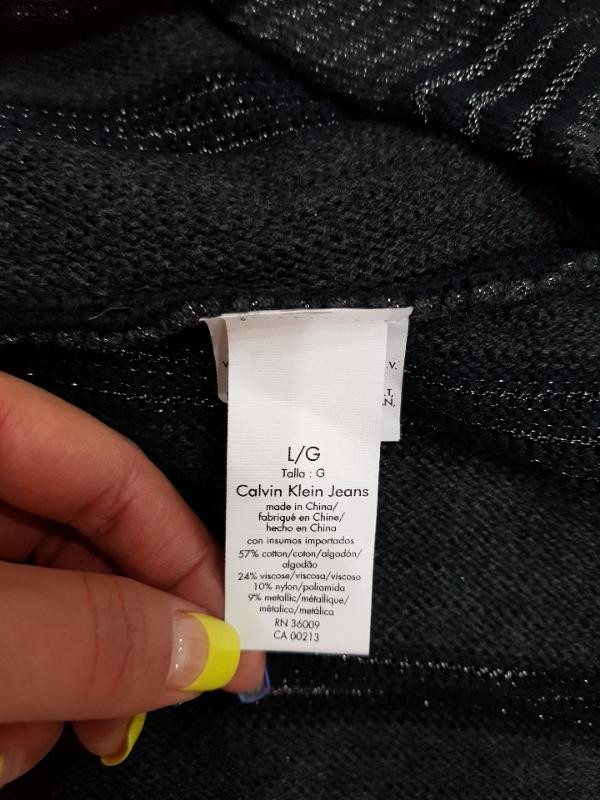 L/G
Talla : G
Calvin Klein Jeans
made in China/
fabriqué en Chine/
hecho en China
con insumos importados
57% cotton/coton/algodón/
algodão
24% viscose/viscosa/viscoso
10% nylon/poliamida
9% metallic/métallique/
métalico/metálica
RN 36009
CA 00213